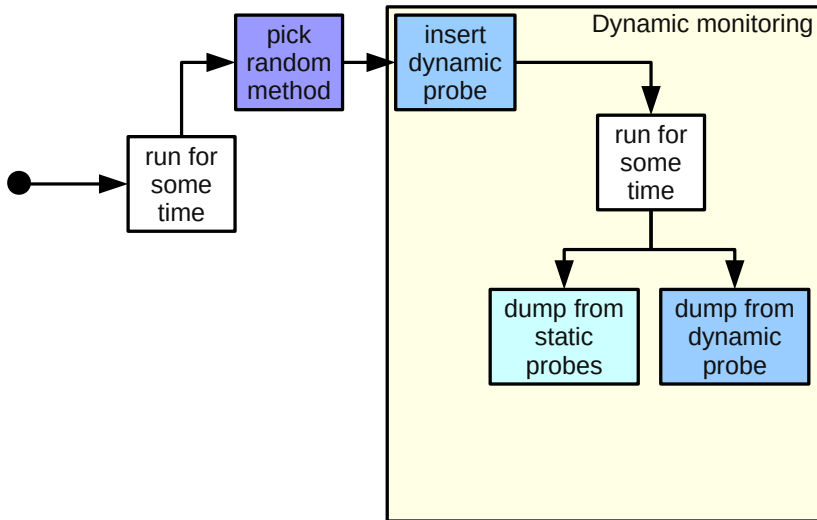 Dynamic monitoring
pick
random
method
insert
dynamic
probe
run for
some
time
run for
some
time
dump from
static
probes
dump from
dynamic
probe